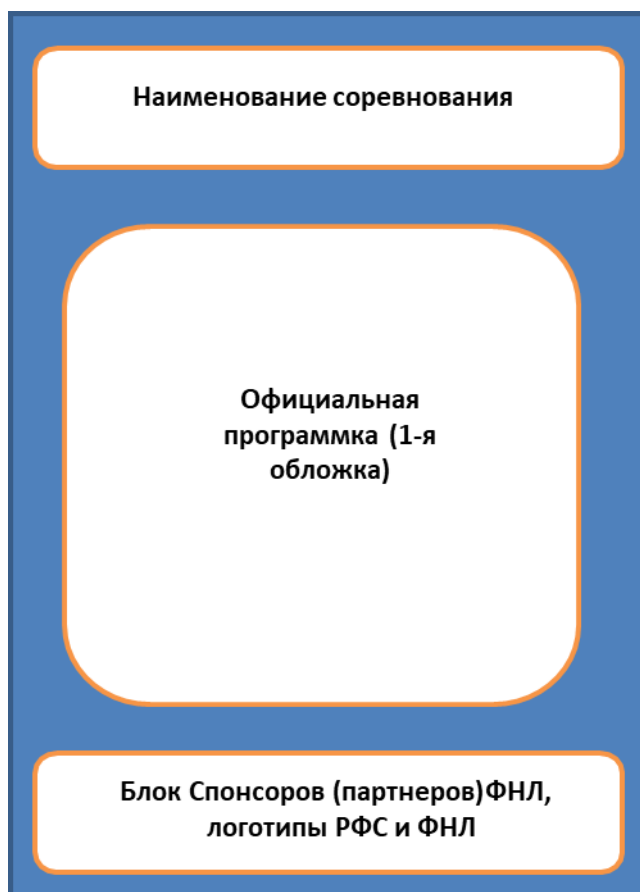 Наименование соревнования
Официальная
программка (1-я
обложка)
Блок Спонсоров (партнеров)ФНЛ,
логотипы РФС и ФНЛ